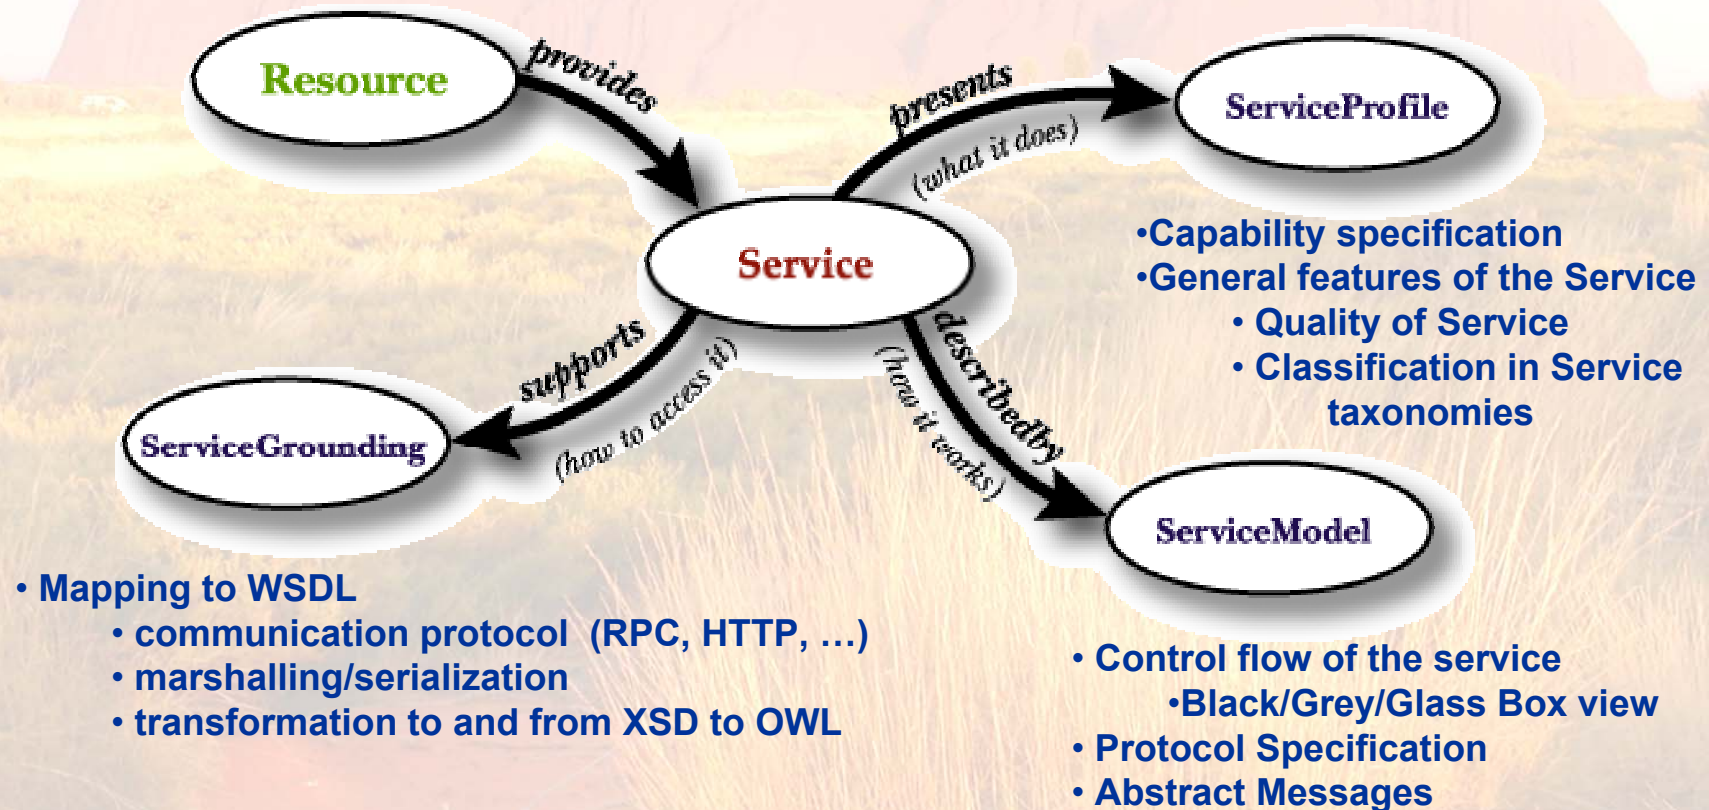 Resource
provides
presents
(what it does)
ServiceProfile
Service
•Capability specification
•General features of the Service
• Quality of Service
• Classification in Service
taxonomies
supports
(how to access it)
describedby
(how it works)
ServiceGrounding
ServiceModel
• Mapping to WSDL
• communication protocol (RPC, HTTP, …)
• marshalling/serialization
• transformation to and from XSD to OWL
• Control flow of the service
•Black/Grey/Glass Box view
• Protocol Specification
• Abstract Messages